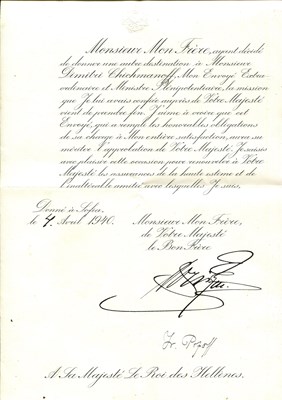 Monsieur Mon Frère, ayant décidé
de donner une autre destination à Monsieur
Dimitri Chichmanoff, Mon Envoyé Extra-
ordinaire et Ministre Plénipotentiaire, la mission
que Je lui avais confiée auprès de Votre Majesté
vient de prendre fin. J'aime à croire que cet
Envoyé, qui a rempli les honorables obligations
de sa charge à Mon entière satisfaction, aura su
mériter l'approbation de Votre Majesté. Je saisis
avec plaisir cette occasion pour renouveler à Votre
Majesté les assurances de la haute estime et de
l'inaltérable amitié avec lesquelles Je suis,
Donné à Sofia,
le 4 Avril 1940.
Monsieur Mon Frère,
de Votre Majesté
le Bon Frère
Iv. Popoff
A Sa Majesté Le Roi des Hellènes.